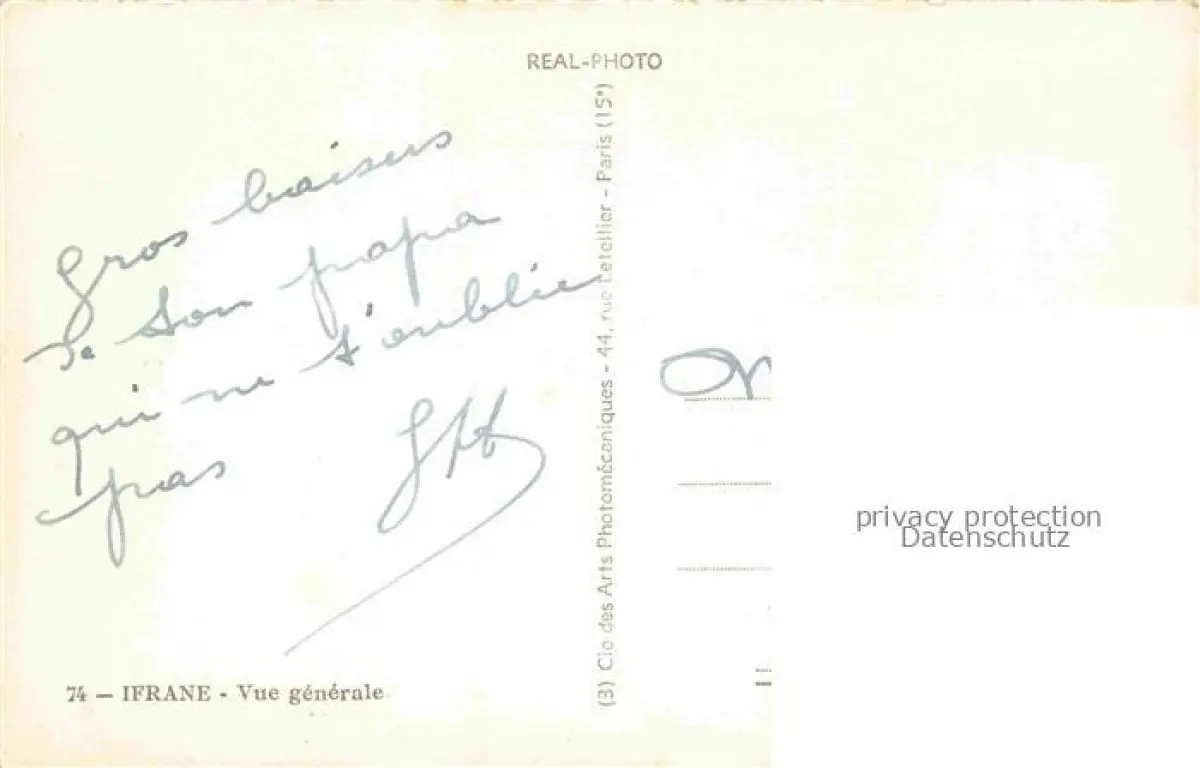 REAL-PHOTO
Gros baisers
de ton papa
qui ne t'oublie
pas
(3) Cie des Arts Photomécaniques - 44, rue Letellier - Paris (15e)
74 — IFRANE - Vue générale
privacy protection
Datenschutz